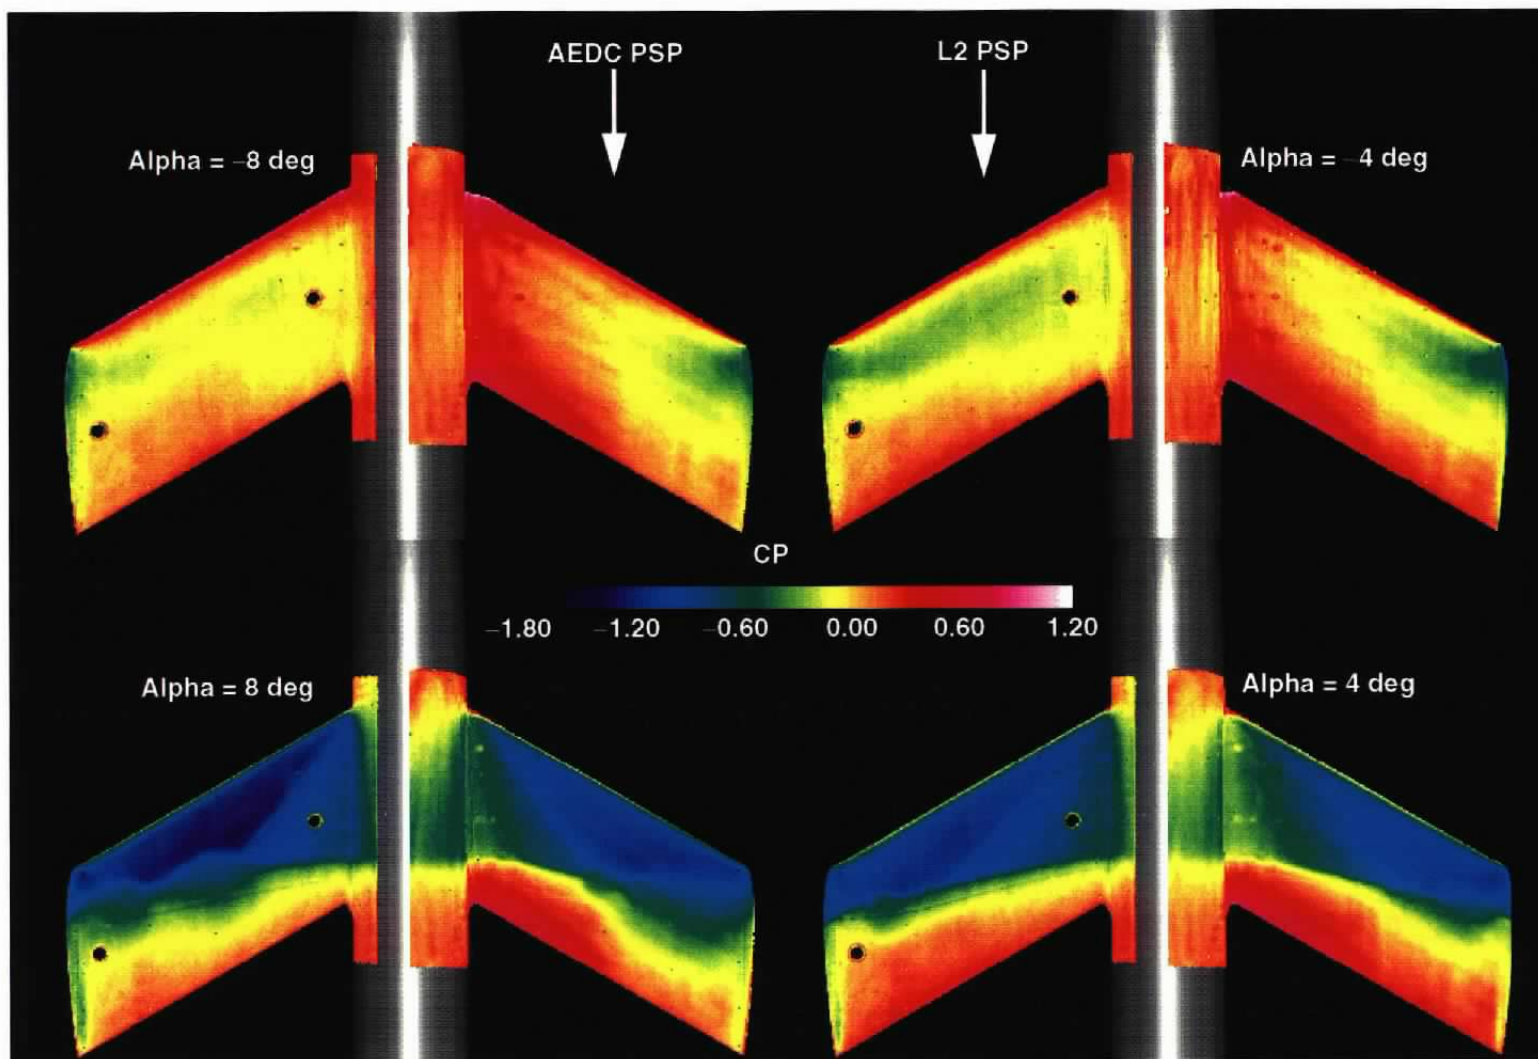 AEDC PSP
L2 PSP
Alpha = −8 deg
Alpha = −4 deg
CP
−1.80 −1.20 −0.60 0.00 0.60 1.20
Alpha = 8 deg
Alpha = 4 deg